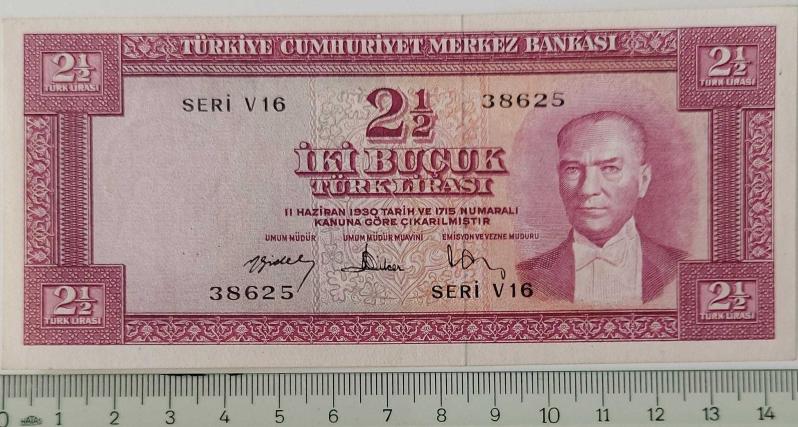 TÜRKİYE CUMHURİYET MERKEZ BANKASI
2½
TÜRK LİRASI
2½
TÜRK LİRASI
SERİ V16
2½
38625
İKİ BUÇUK
TÜRK LİRASI
11 HAZİRAN 1930 TARİH VE 1715 NUMARALI
KANUNA GÖRE ÇIKARILMIŞTIR
UMUM MÜDÜR
UMUM MÜDÜR MUAVİNİ
EMİSYON VE VEZNE MÜDÜRÜ
38625
SERİ V16
2½
TÜRK LİRASI
2½
TÜRK LİRASI
0 HATAS 1 2 3 4 5 6 7 8 9 10 11 12 13 14